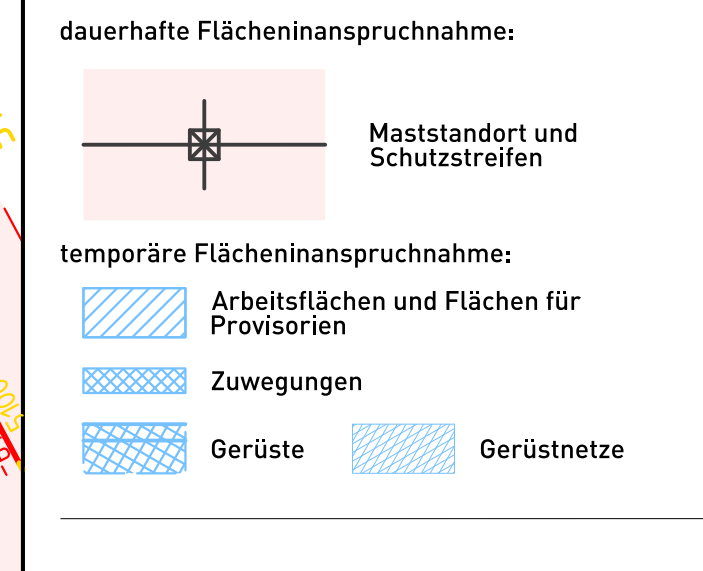 dauerhafte Flächeninanspruchnahme:
Maststandort und
Schutzstreifen
temporäre Flächeninanspruchnahme:
Arbeitsflächen und Flächen für
Provisorien
Zuwegungen
Gerüste
Gerüstnetze